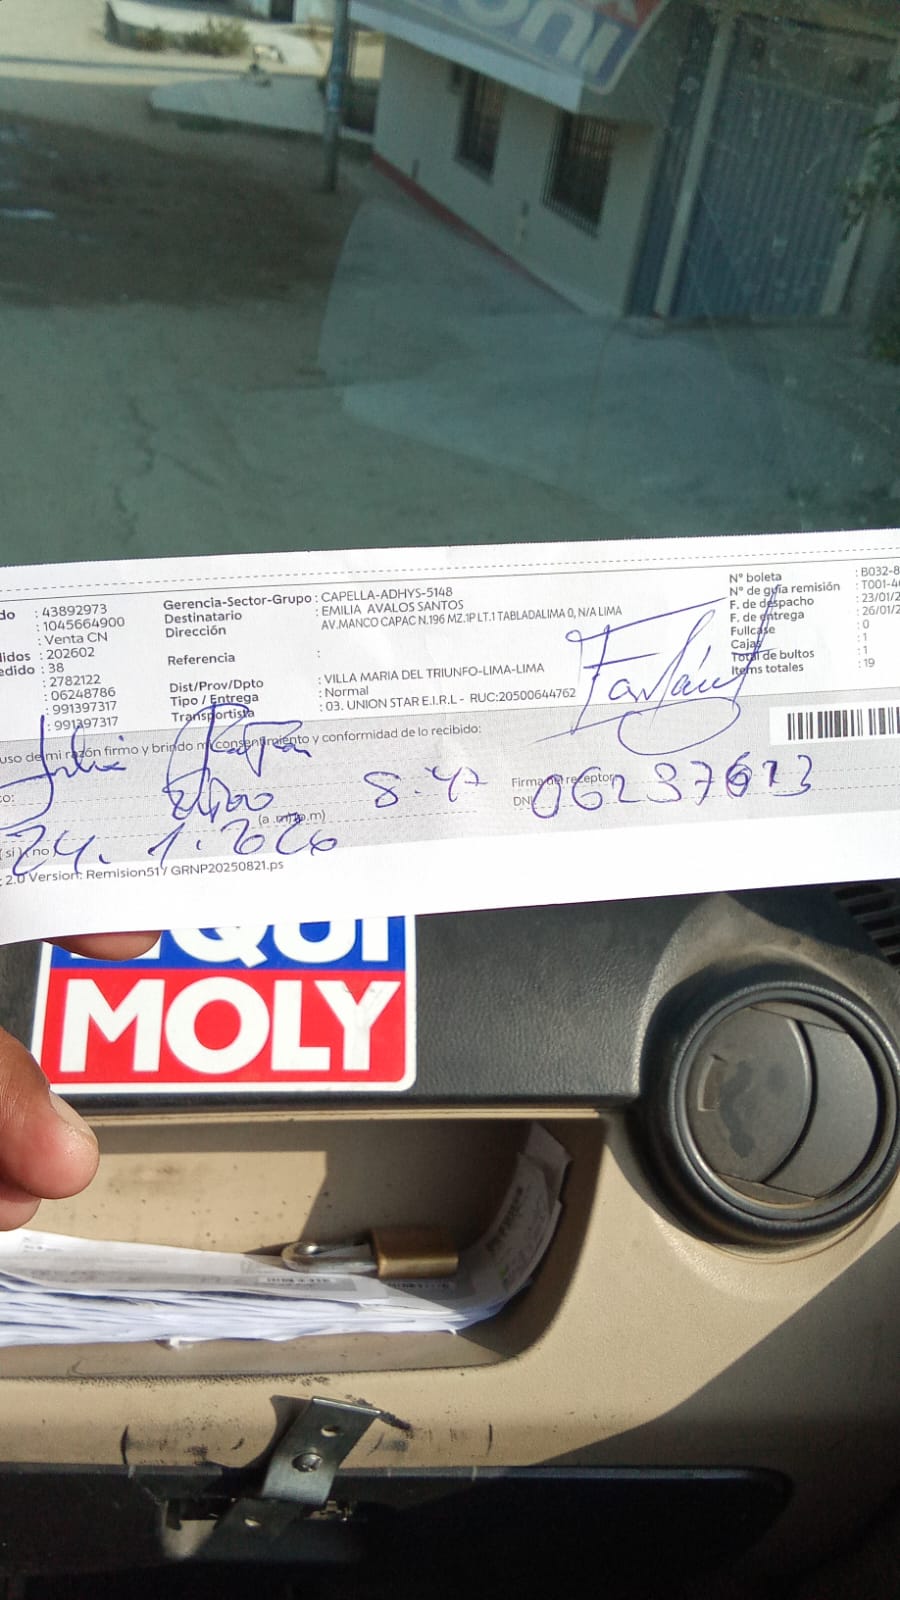 do : 43892973
: 1045664900
: Venta CN
didos : 202602
edido : 38
: 2782122
: 06248786
: 991397317
: 991397317
Gerencia-Sector-Grupo : CAPELLA-ADHYS-5148
Destinatario : EMILIA AVALOS SANTOS
Dirección : AV.MANCO CAPAC N.196 MZ.1P LT.1 TABLADALIMA 0, N/A LIMA
Referencia :
Dist/Prov/Dpto : VILLA MARIA DEL TRIUNFO-LIMA-LIMA
Tipo / Entrega : Normal
Transportista : 03. UNION STAR E.I.R.L - RUC:20500644762
N° boleta : B032-8
N° de guía remisión : T001-4
F. de despacho : 23/01/2
F. de entrega : 26/01/2
Fullcase : 0
Cajas : 1
Total de bultos : 1
Items totales : 19
uso de mi razón firmo y brindo mi consentimiento y conformidad de lo recibido:
Julia
8:47
Firma del receptor
DNI 06237613
(a.m/p.m)
(si) (no)
24. 1. 2026
: 2.0 Version: Remision51 / GRNP20250821.ps
LIQUI
MOLY